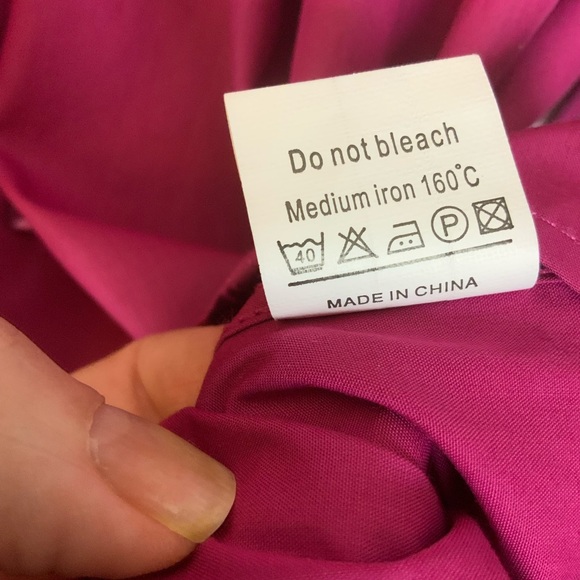 Do not bleach
Medium iron 160°C
40 P
MADE IN CHINA